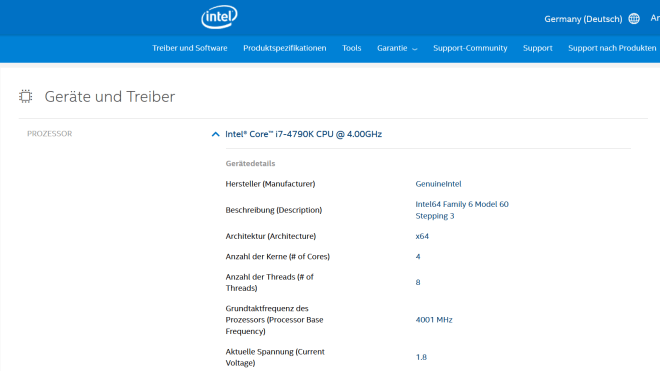 intel
Germany (Deutsch)
Treiber und Software Produktspezifikationen Tools Garantie Support-Community Support Support nach Produkten
Geräte und Treiber
PROZESSOR
Intel® Core™ i7-4790K CPU @ 4.00GHz
Gerätedetails
Hersteller (Manufacturer) GenuineIntel
Beschreibung (Description) Intel64 Family 6 Model 60
Stepping 3
Architektur (Architecture) x64
Anzahl der Kerne (# of Cores) 4
Anzahl der Threads (# of
Threads) 8
Grundtaktfrequenz des
Prozessors (Processor Base
Frequency) 4001 MHz
Aktuelle Spannung (Current
Voltage) 1.8